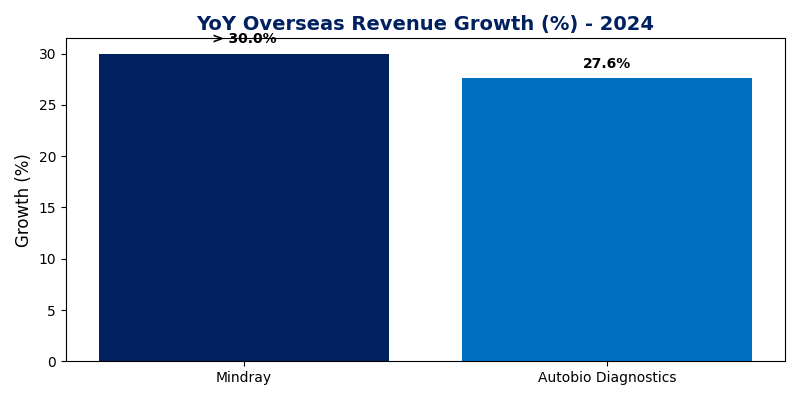 YoY Overseas Revenue Growth (%) - 2024
> 30.0%
27.6%
Growth (%)
30
25
20
15
10
5
0
Mindray
Autobio Diagnostics